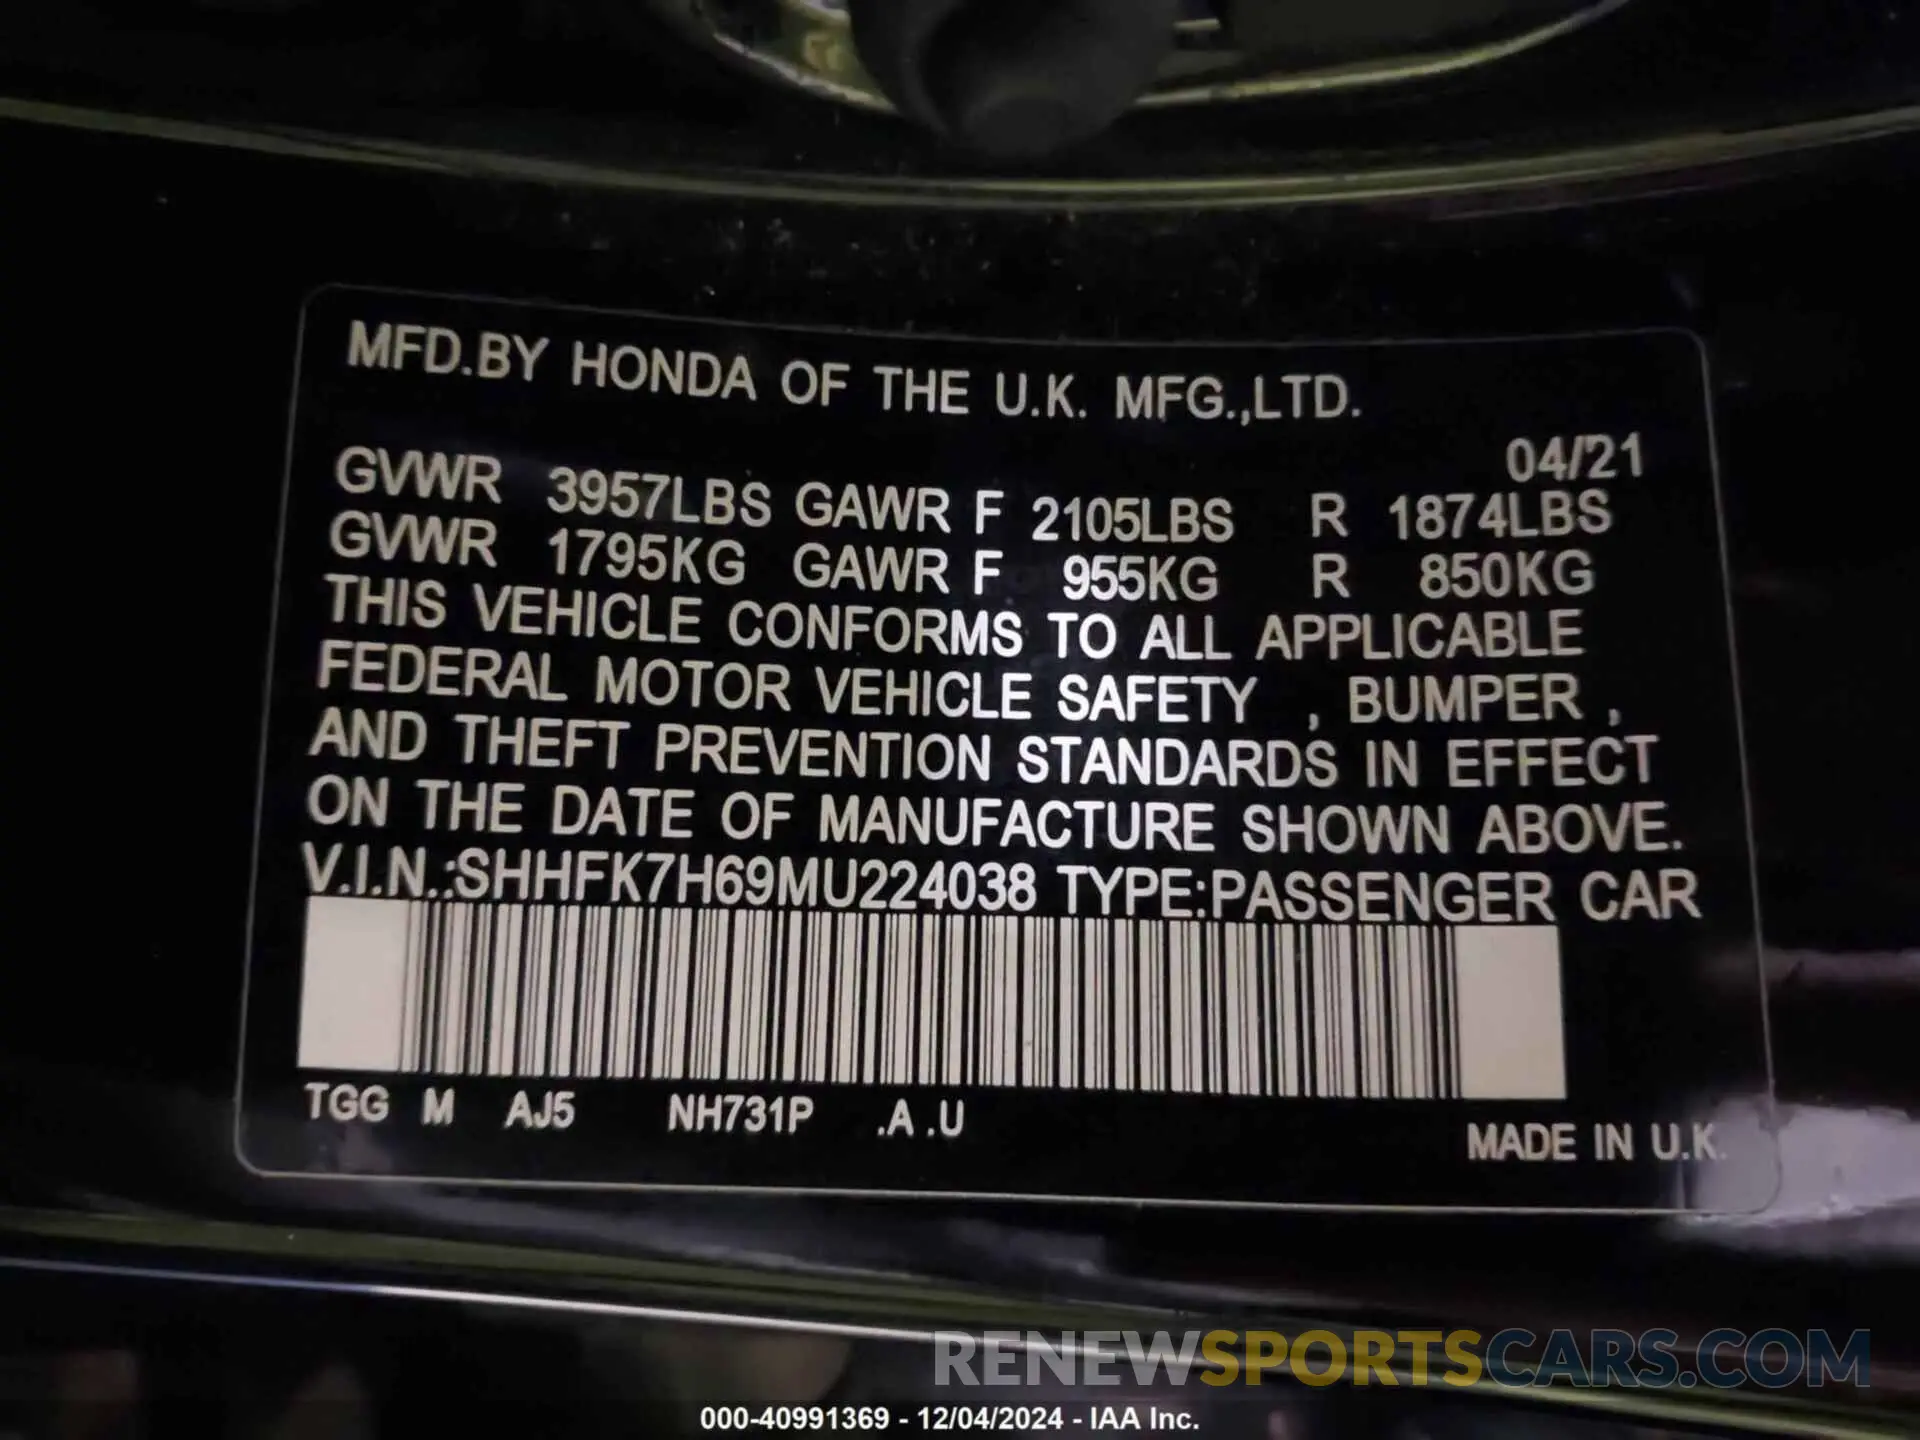 MFD.BY HONDA OF THE U.K. MFG.,LTD.
04/21
GVWR 3957LBS GAWR F 2105LBS R 1874LBS
GVWR 1795KG GAWR F 955KG R 850KG
THIS VEHICLE CONFORMS TO ALL APPLICABLE
FEDERAL MOTOR VEHICLE SAFETY , BUMPER ,
AND THEFT PREVENTION STANDARDS IN EFFECT
ON THE DATE OF MANUFACTURE SHOWN ABOVE.
V.I.N.:SHHFK7H69MU224038 TYPE:PASSENGER CAR
TGG M AJ5 NH731P .A .U
MADE IN U.K.
RENEWSPORTSCARS.COM
000-40991369 - 12/04/2024 - IAA Inc.